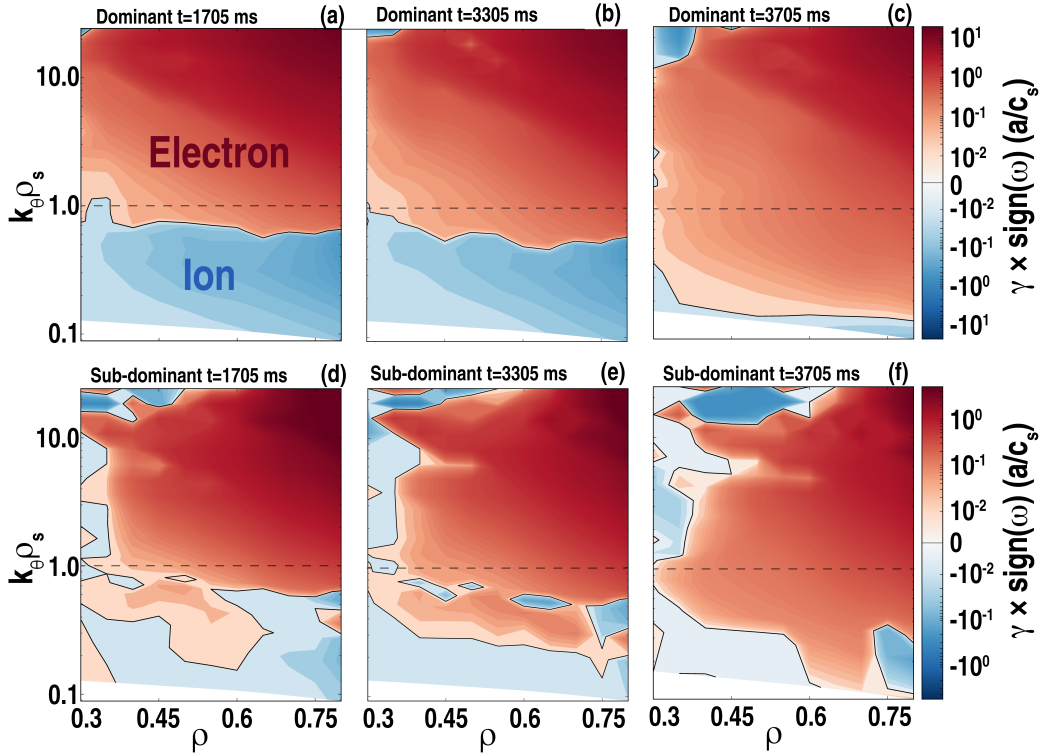 Dominant t=1705 ms (a)
Dominant t=3305 ms (b)
Dominant t=3705 ms (c)
10.0
1.0
0.1
kθρs
Electron
Ion
10¹
10⁰
10⁻¹
10⁻²
0
-10⁻²
-10⁻¹
-10⁰
-10¹
γ × sign(ω) (a/cs)
Sub-dominant t=1705 ms (d)
Sub-dominant t=3305 ms (e)
Sub-dominant t=3705 ms (f)
10.0
1.0
0.1
kθρs
10⁰
10⁻¹
10⁻²
0
-10⁻²
-10⁻¹
-10⁰
γ × sign(ω) (a/cs)
0.3 0.45 0.6 0.75
0.3 0.45 0.6 0.75
0.3 0.45 0.6 0.75
ρ
ρ
ρ